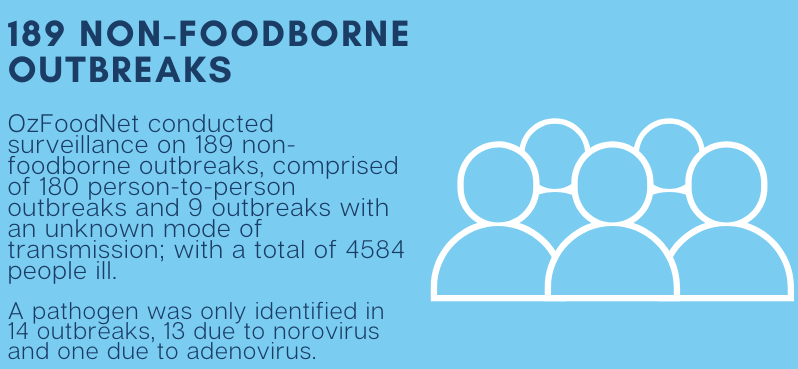 189 NON-FOODBORNE
OUTBREAKS
OzFoodNet conducted
surveillance on 189 non-
foodborne outbreaks, comprised
of 180 person-to-person
outbreaks and 9 outbreaks with
an unknown mode of
transmission; with a total of 4584
people ill.
A pathogen was only identified in
14 outbreaks, 13 due to norovirus
and one due to adenovirus.